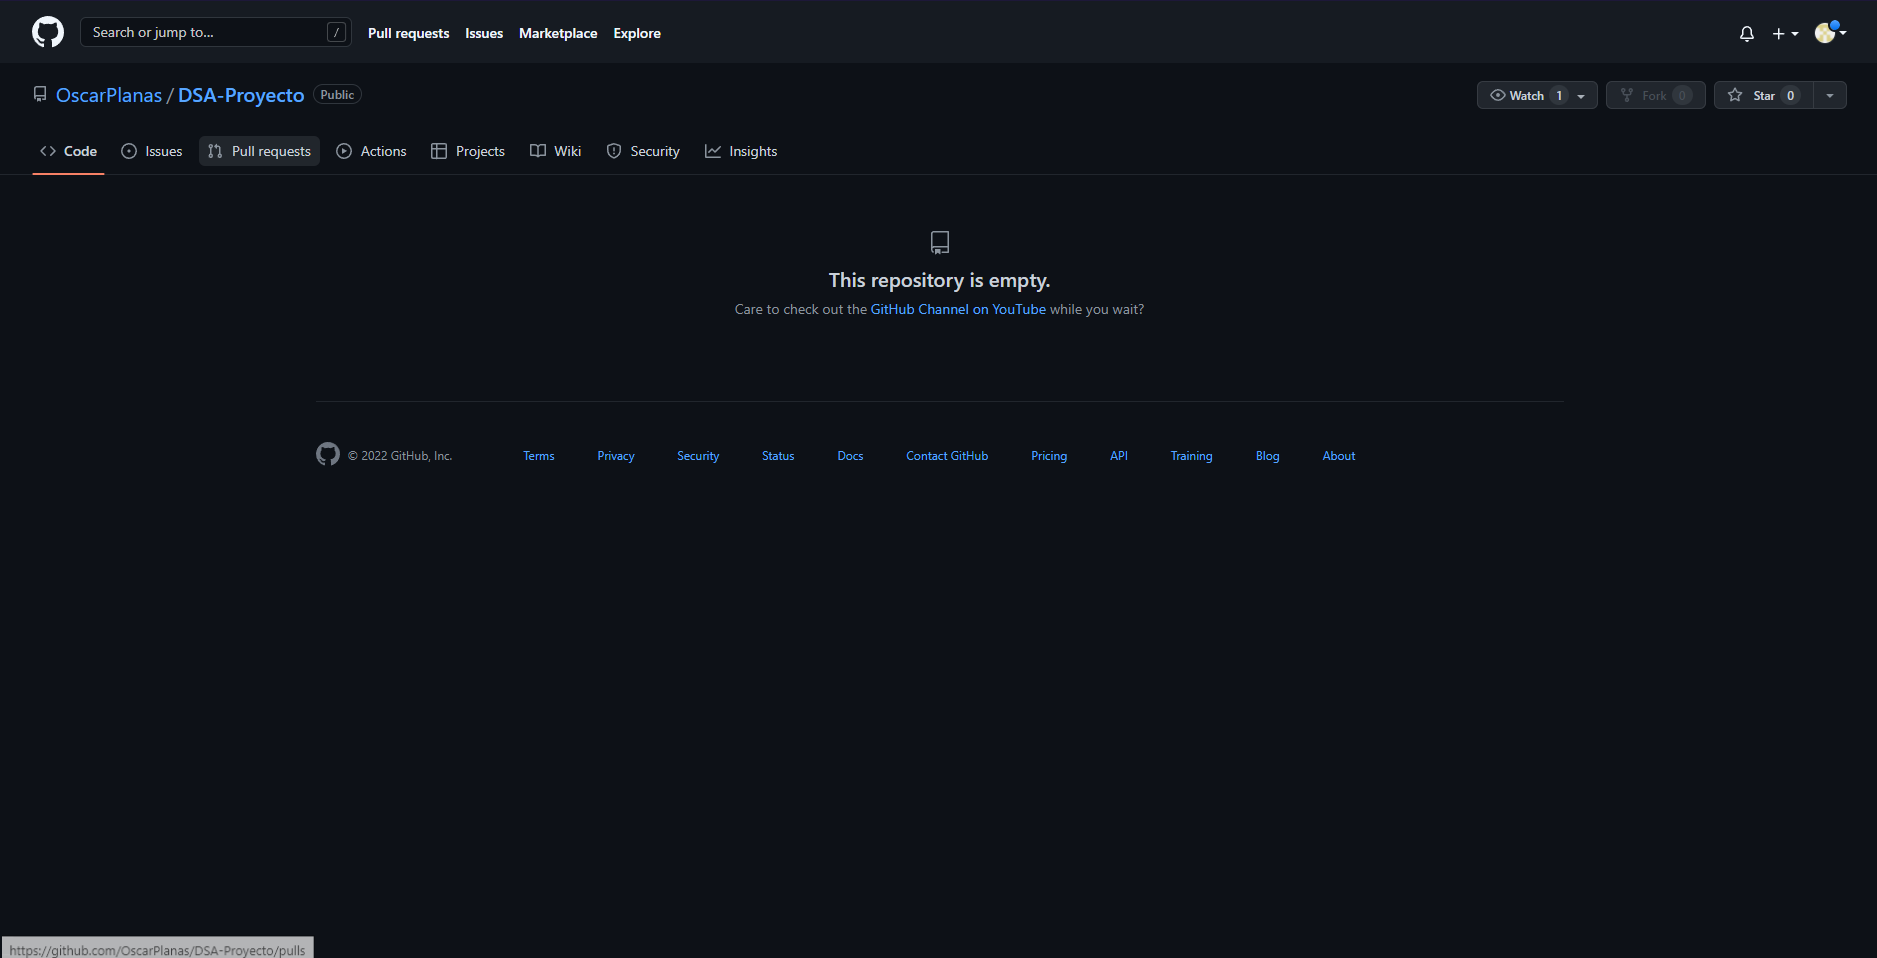 Search or jump to... / Pull requests Issues Marketplace Explore
OscarPlanas / DSA-Proyecto Public Watch 1 Fork 0 Star 0
Code Issues Pull requests Actions Projects Wiki Security Insights
This repository is empty.
Care to check out the GitHub Channel on YouTube while you wait?
© 2022 GitHub, Inc. Terms Privacy Security Status Docs Contact GitHub Pricing API Training Blog About
https://github.com/OscarPlanas/DSA-Proyecto/pulls